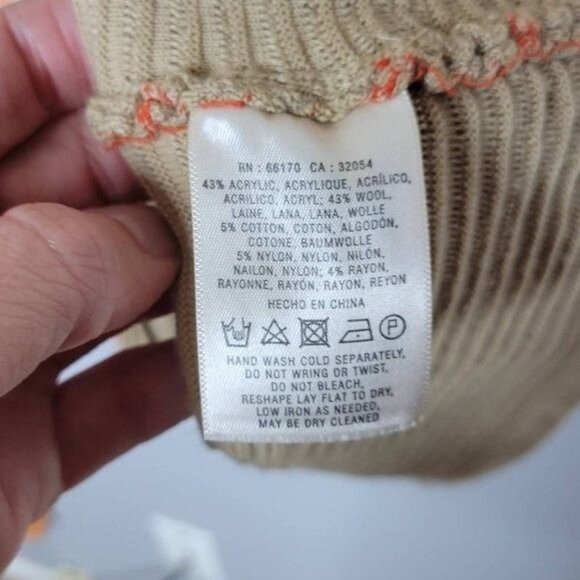 RN : 66170 CA : 32054
43% ACRYLIC, ACRYLIQUE, ACRÍLICO,
ACRILICO, ACRYL; 43% WOOL,
LAINE, LANA, LANA, WOLLE
5% COTTON, COTON, ALGODÓN,
COTONE, BAUMWOLLE
5% NYLON, NYLON, NILÓN,
NAILON, NYLON; 4% RAYON,
RAYONNE, RAYÓN, RAYON, REYON
HECHO EN CHINA
P
HAND WASH COLD SEPARATELY,
DO NOT WRING OR TWIST,
DO NOT BLEACH,
RESHAPE LAY FLAT TO DRY,
LOW IRON AS NEEDED,
MAY BE DRY CLEANED